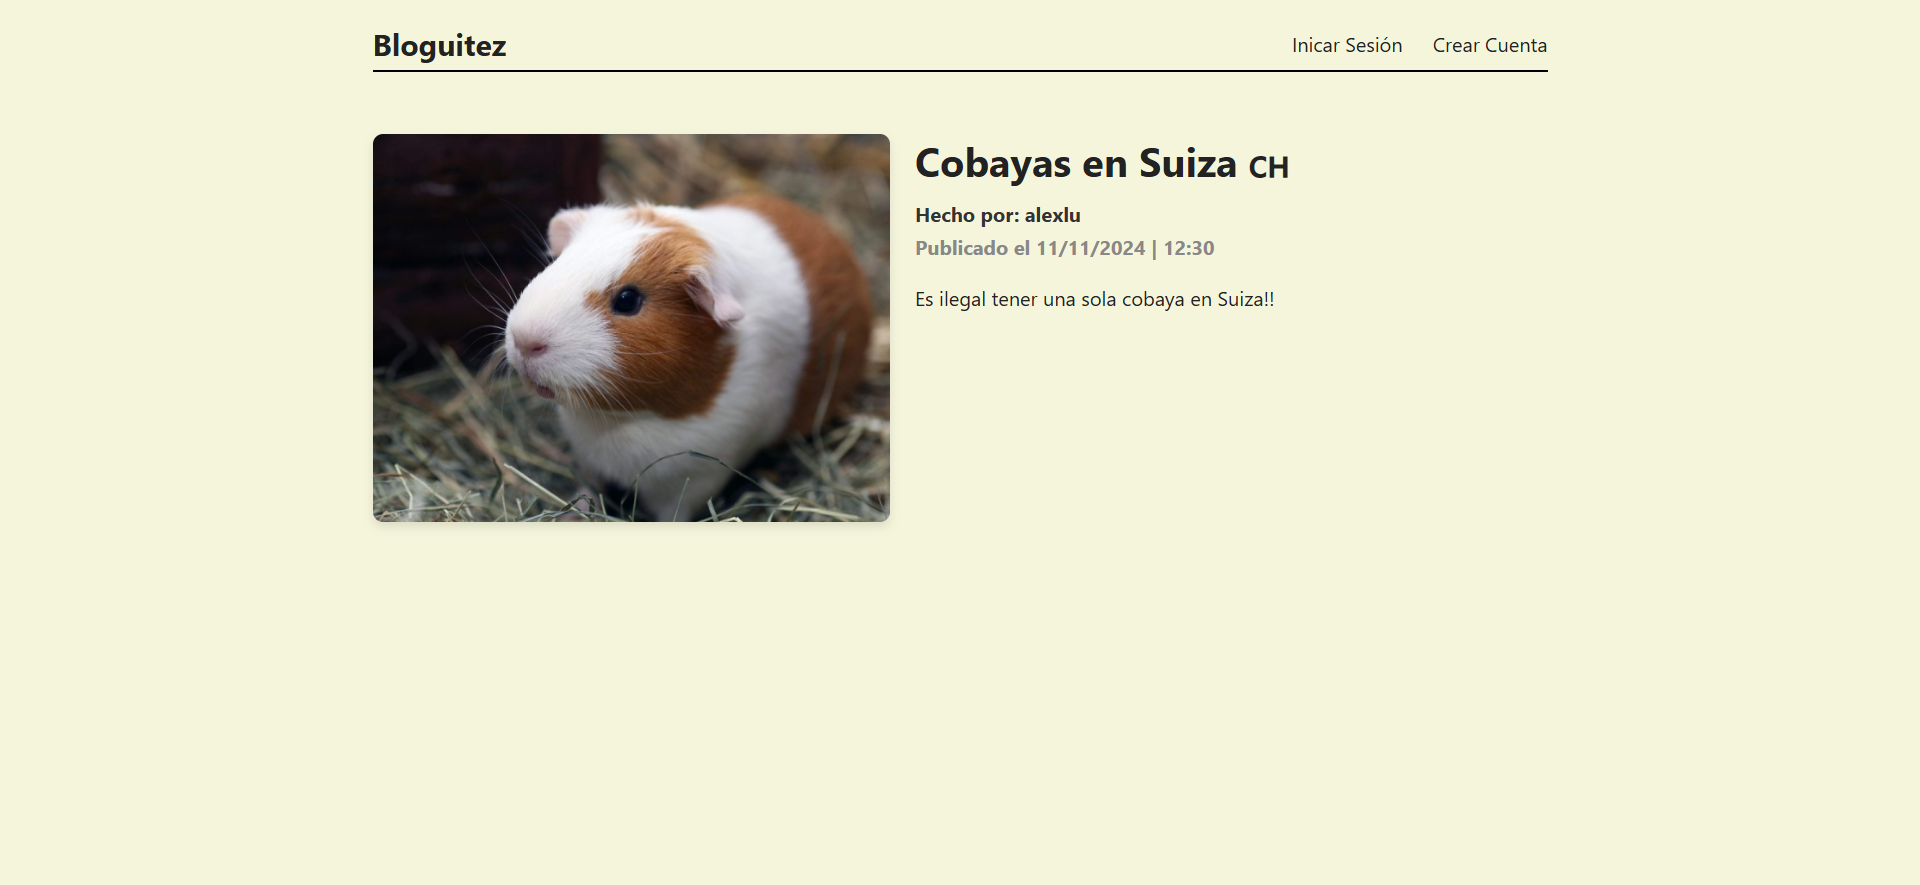 Bloguitez
Inicar Sesión
Crear Cuenta
Cobayas en Suiza CH
Hecho por: alexlu
Publicado el 11/11/2024 | 12:30
Es ilegal tener una sola cobaya en Suiza!!